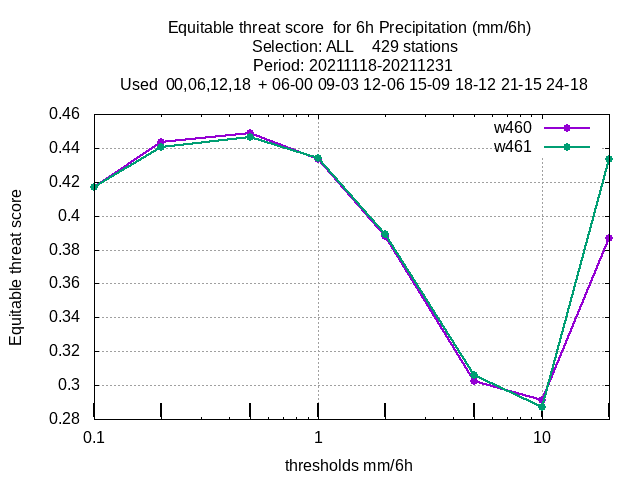 Equitable threat score  for 6h Precipitation (mm/6h)
Selection: ALL    429 stations
Period: 20211118-20211231
Used  00,06,12,18  + 06-00 09-03 12-06 15-09 18-12 21-15 24-18
0.46
w460
w461
0.44
0.42
0.4
0.38
0.36
0.34
0.32
0.3
0.28
Equitable threat score
0.1
1
10
thresholds mm/6h